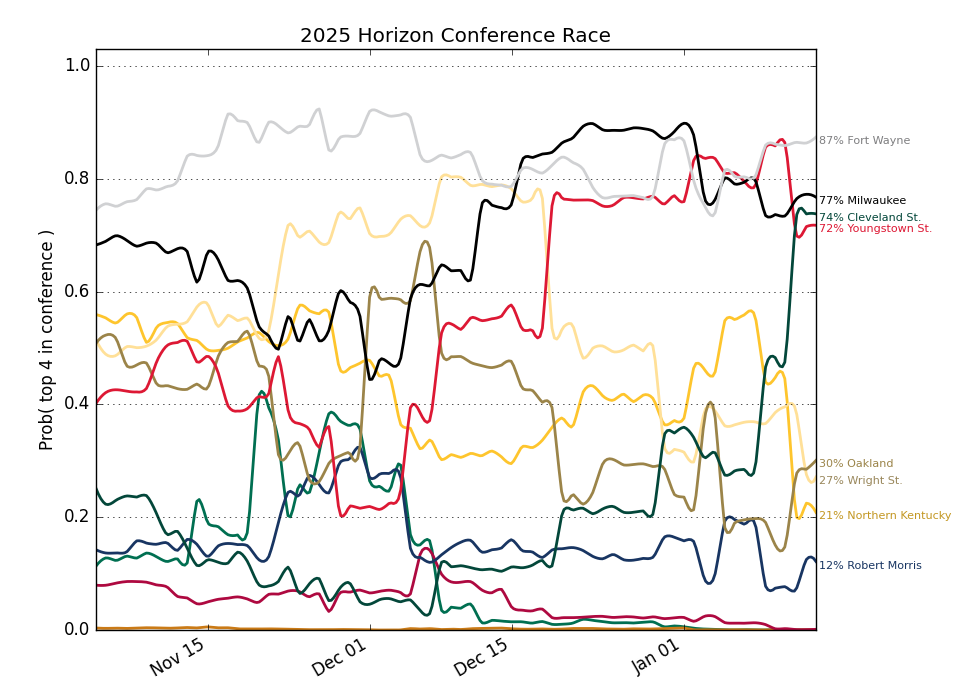 2025 Horizon Conference Race
Prob( top 4 in conference )
1.0
0.8
0.6
0.4
0.2
0.0
Nov 15
Dec 01
Dec 15
Jan 01
87% Fort Wayne
77% Milwaukee
74% Cleveland St.
72% Youngstown St.
30% Oakland
27% Wright St.
21% Northern Kentucky
12% Robert Morris